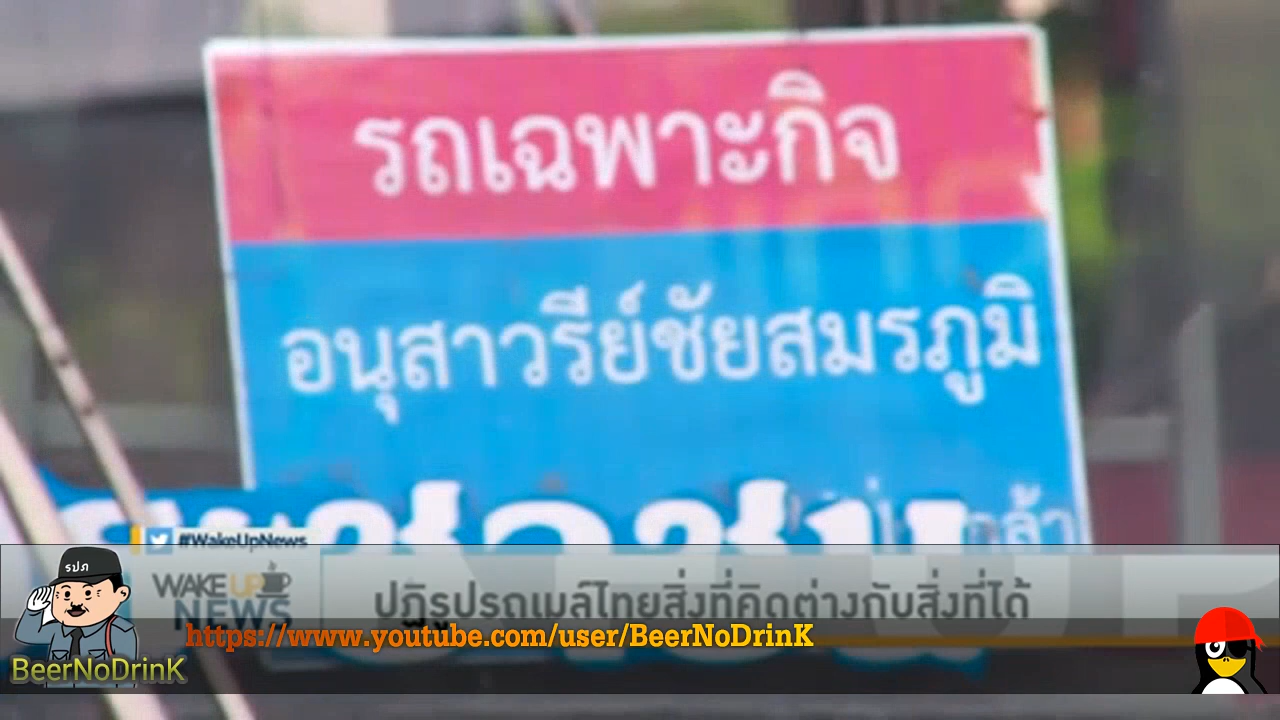 รถเฉพาะกิจ
อนุสาวรีย์ชัยสมรภูมิ
#WakeUpNews
รปภ
WAKE UP
NEWS
ปฏิรูปรถเมล์ไทยสิ่งที่คิดต่างกับสิ่งที่ได้
https://www.youtube.com/user/BeerNoDrinK
BeerNoDrinK